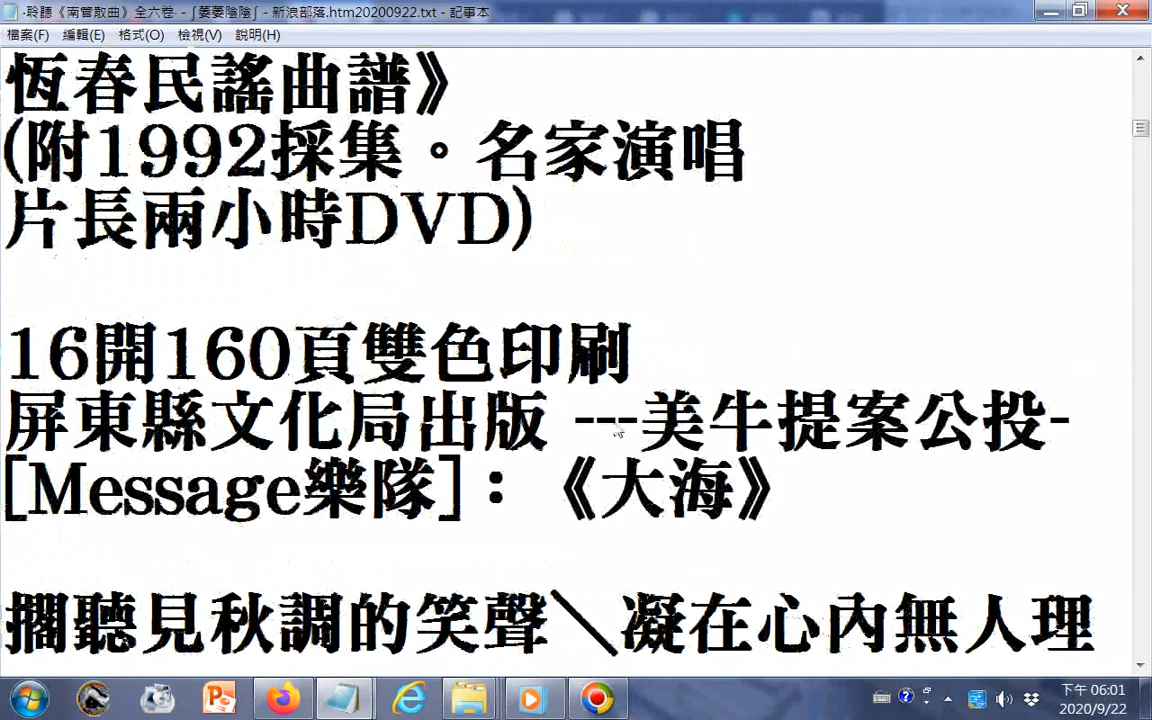 ·聆聽《南管散曲》全六卷· - ∫萋萋陰陰∫ - 新浪部落.htm20200922.txt - 記事本
檔案(F) 編輯(E) 格式(O) 檢視(V) 說明(H)
恆春民謠曲譜》
(附1992採集。名家演唱
片長兩小時DVD)
16開160頁雙色印刷
屏東縣文化局出版 ---美牛提案公投-
[Message樂隊]：《大海》
擱聽見秋調的笑聲＼凝在心內無人理
下午 06:01
2020/9/22